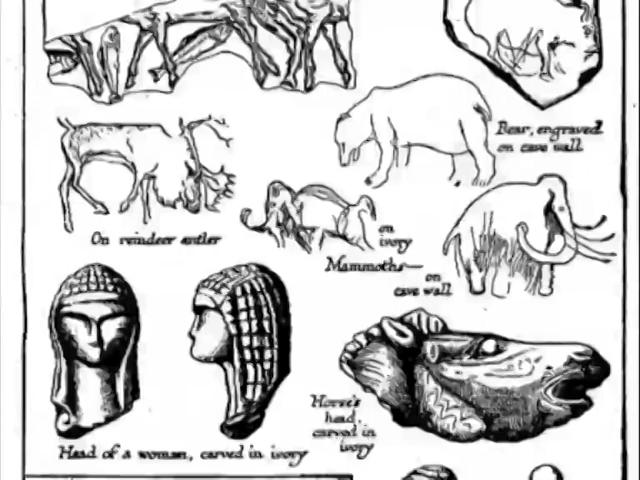 Bear, engraved
on cave wall
On reindeer antler
on
ivory
Mammoths—
on
cave wall
Horse's
head,
carved in
ivory
Head of a woman, carved in ivory